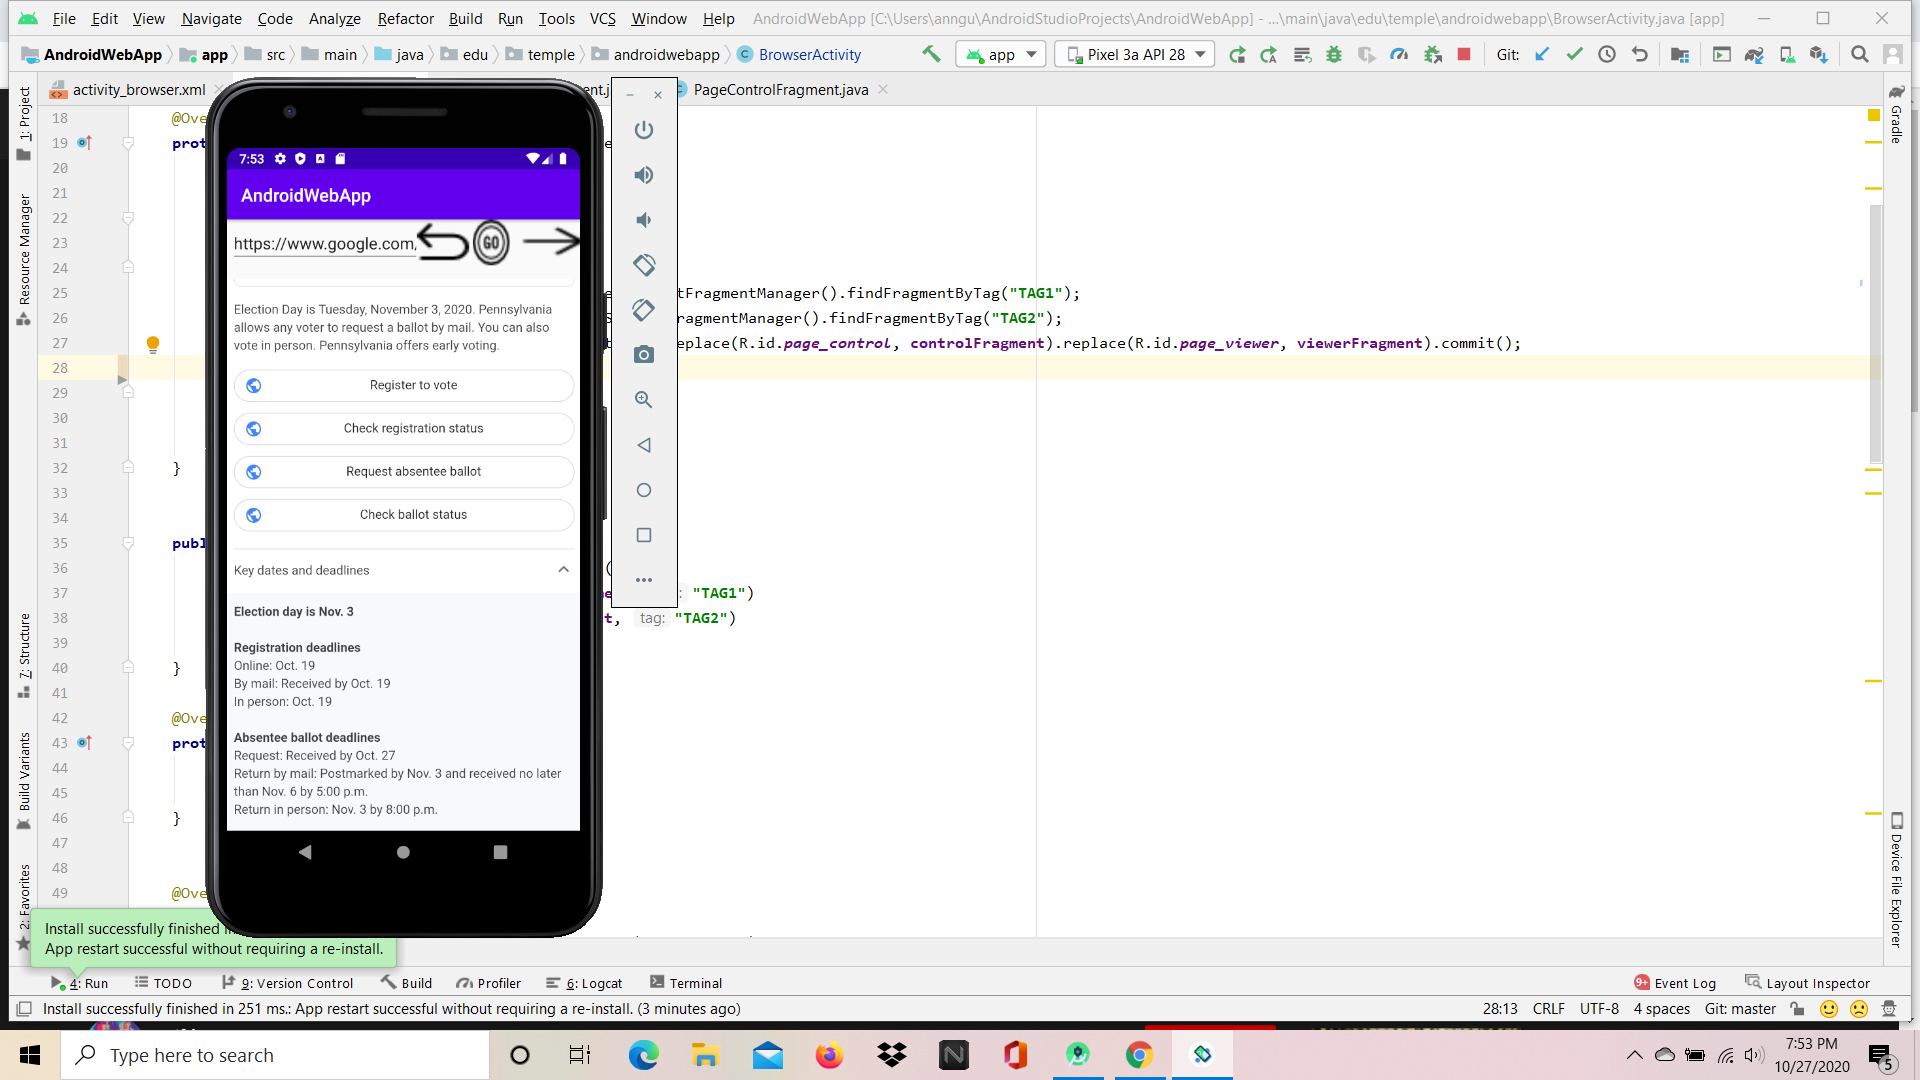 File Edit View Navigate Code Analyze Refactor Build Run Tools VCS Window Help AndroidWebApp [C:\Users\anngu\AndroidStudioProjects\AndroidWebApp] - ...\main\java\edu\temple\androidwebapp\BrowserActivity.java [app]
AndroidWebApp app src main java edu temple androidwebapp BrowserActivity app Pixel 3a API 28 Git:
activity_browser.xml ent.j PageControlFragment.java
1: Project
Resource Manager
7: Structure
Build Variants
2: Favorites
Gradle
Device File Explorer
18 @Ove
19 prot e
20
21
22
23
24
25 tFragmentManager().findFragmentByTag("TAG1");
26 ragmentManager().findFragmentByTag("TAG2");
27 eplace(R.id.page_control, controlFragment).replace(R.id.page_viewer, viewerFragment).commit();
28
29
30
31
32 }
33
34
35 publ
36 (
37 : "TAG1")
38 t, tag: "TAG2")
39
40 }
41
42 @Ove
43 prot
44
45
46 }
47
48
49 @Ove
7:53
AndroidWebApp
https://www.google.com/ GO
Election Day is Tuesday, November 3, 2020. Pennsylvania
allows any voter to request a ballot by mail. You can also
vote in person. Pennsylvania offers early voting.
Register to vote
Check registration status
Request absentee ballot
Check ballot status
Key dates and deadlines
Election day is Nov. 3
Registration deadlines
Online: Oct. 19
By mail: Received by Oct. 19
In person: Oct. 19
Absentee ballot deadlines
Request: Received by Oct. 27
Return by mail: Postmarked by Nov. 3 and received no later
than Nov. 6 by 5:00 p.m.
Return in person: Nov. 3 by 8:00 p.m.
Install successfully finished i
App restart successful without requiring a re-install.
4: Run TODO 9: Version Control Build Profiler 6: Logcat Terminal 9+ Event Log Layout Inspector
Install successfully finished in 251 ms.: App restart successful without requiring a re-install. (3 minutes ago) 28:13 CRLF UTF-8 4 spaces Git: master
Type here to search
7:53 PM
10/27/2020
5